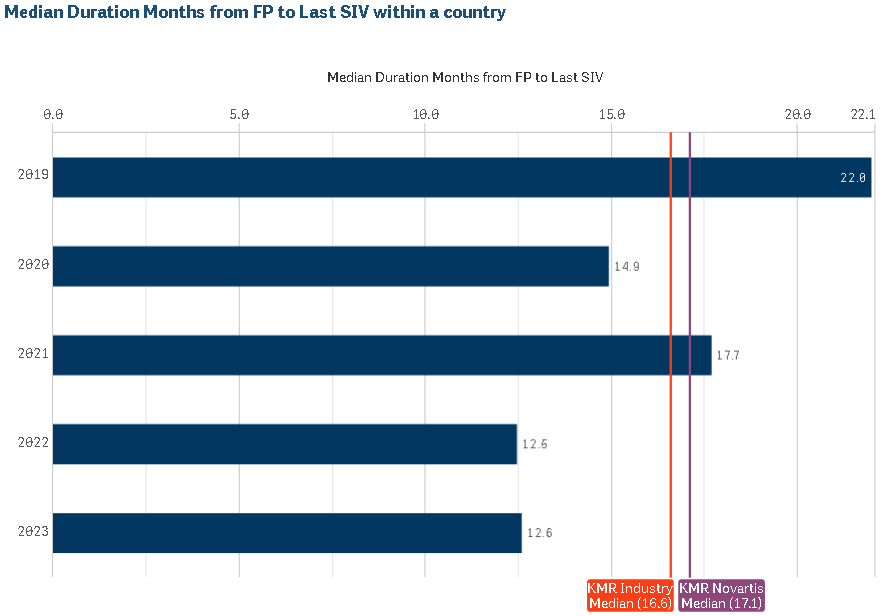 Median Duration Months from FP to Last SIV within a country
Median Duration Months from FP to Last SIV
0.0 5.0 10.0 15.0 20.0 22.1
2019 22.0
2020 14.9
2021 17.7
2022 12.5
2023 12.6
KMR Industry
Median (16.6)
KMR Novartis
Median (17.1)